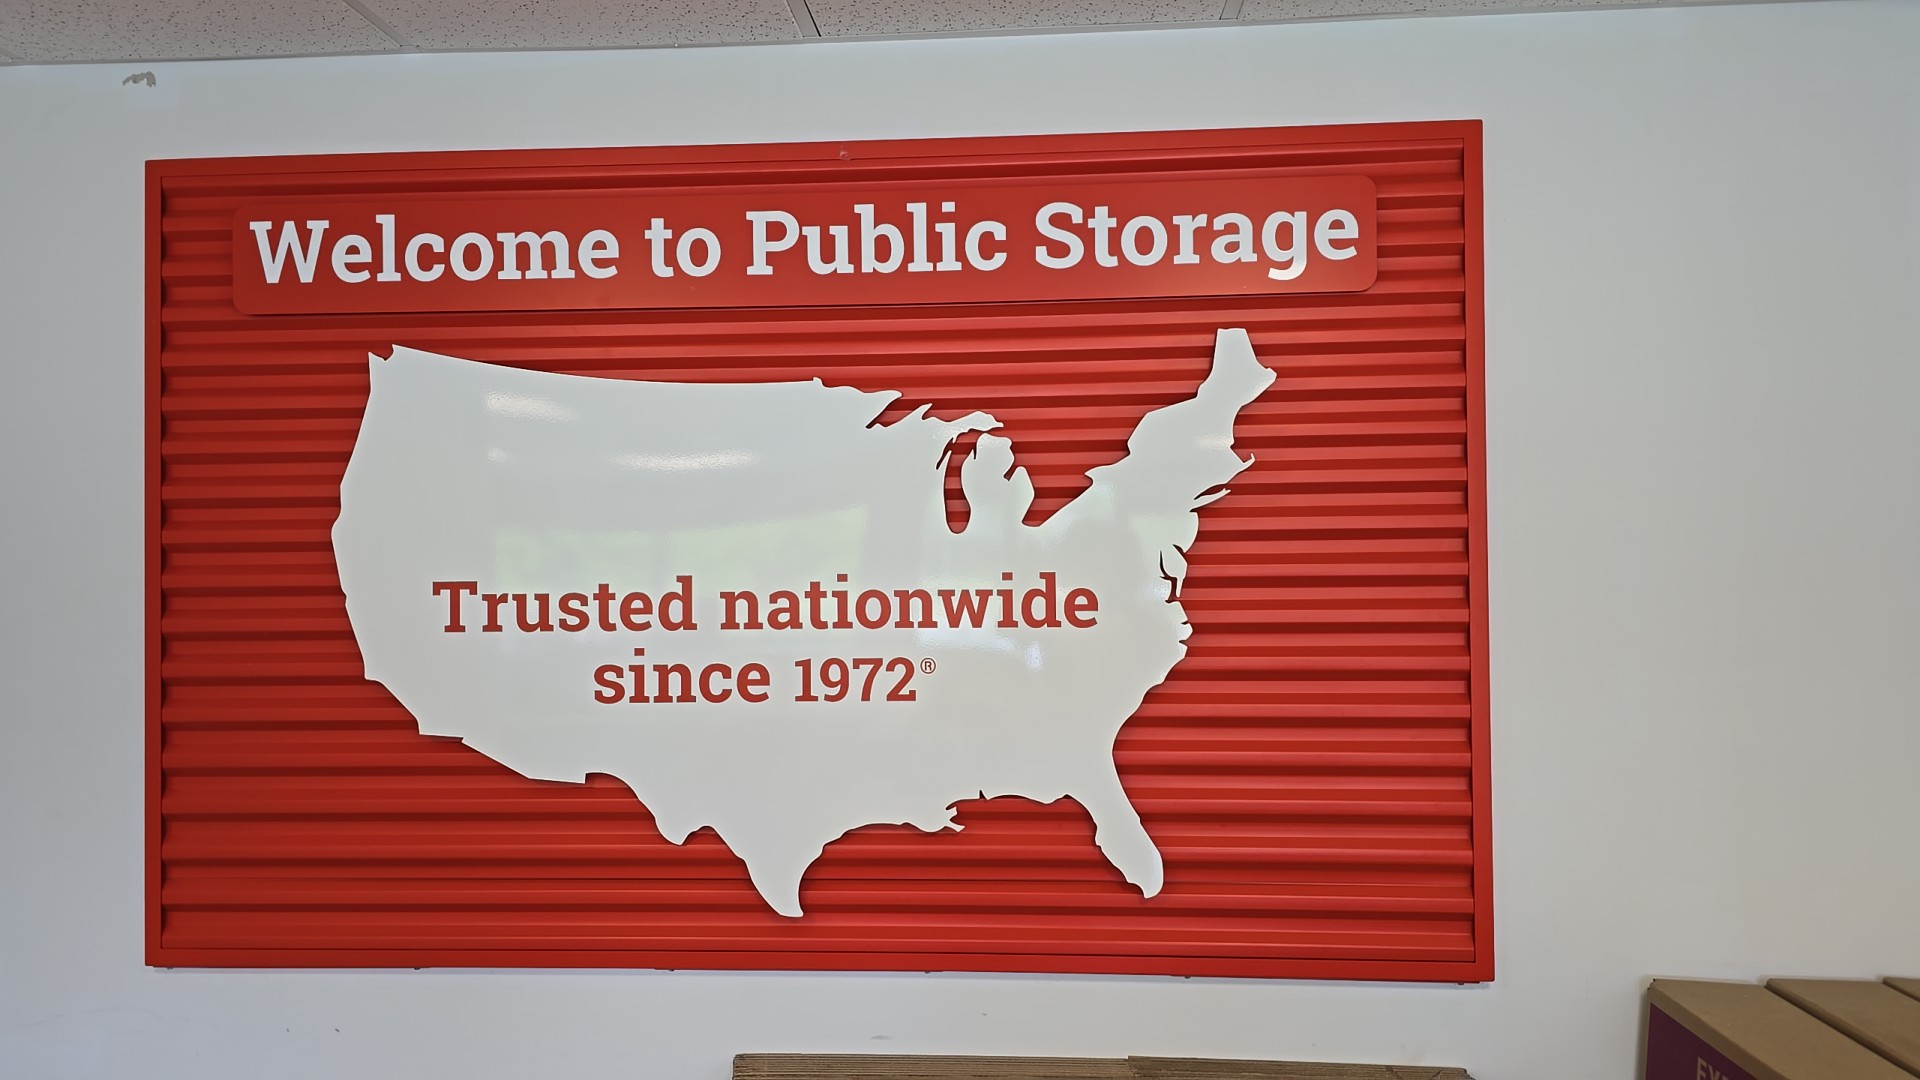 Welcome to Public Storage
Trusted nationwide
since 1972®